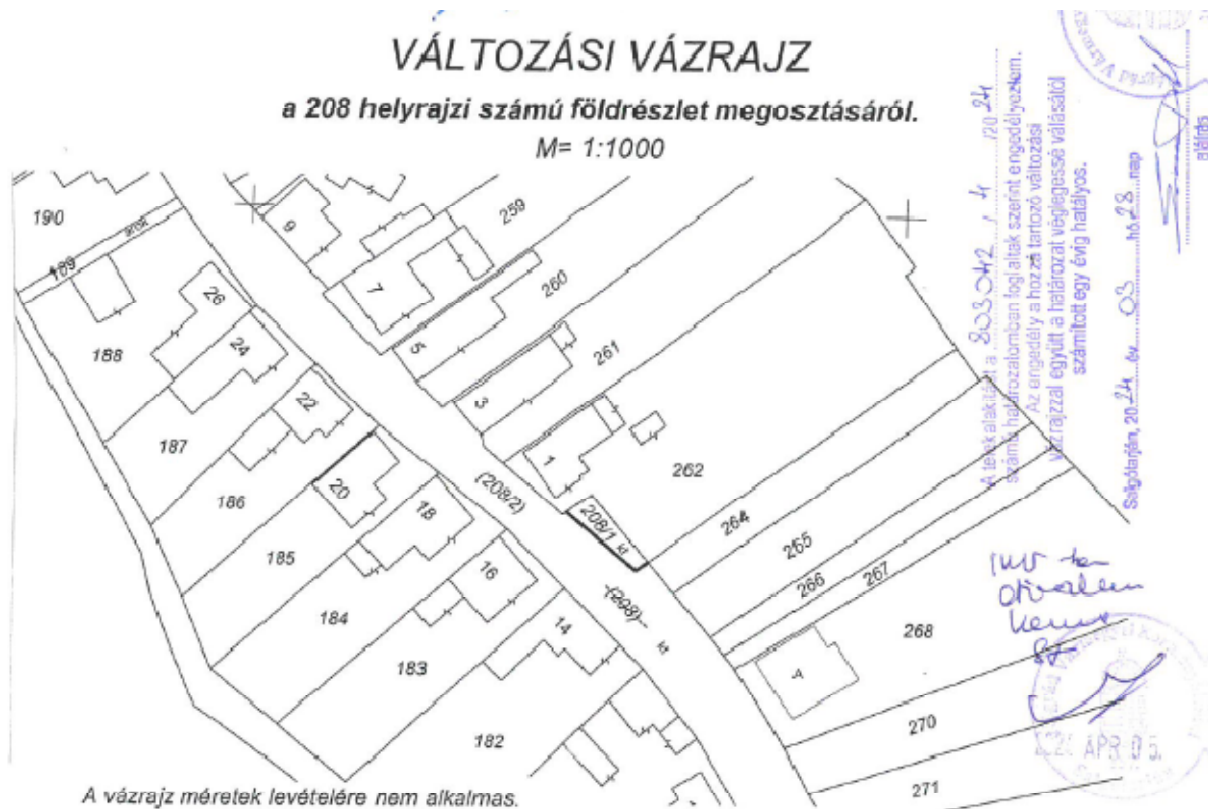 VÁLTOZÁSI VÁZRAJZ
a 208 helyrajzi számú földrészlet megosztásáról.
M= 1:1000
190
árok
189
188
26
24
187
22
186
20
185
18
184
16
183
14
182
9
7
259
5
260
3
261
1
262
(208/2)
208/1 kt
(208)
kt
264
265
266
267
268
A
270
271
A vázrajz méretek levételére nem alkalmas.
A telekalakítást a 803042 / 4 /2024
számú határozatomban foglaltak szerint engedélyeztem.
Az engedély a hozzá tartozó változási
vázrajzzal együtt a határozat véglegessé válásától
számított egy évig hatályos.
Salgótarján, 2024 év 03 hó 28 nap
aláírás
APR 05.